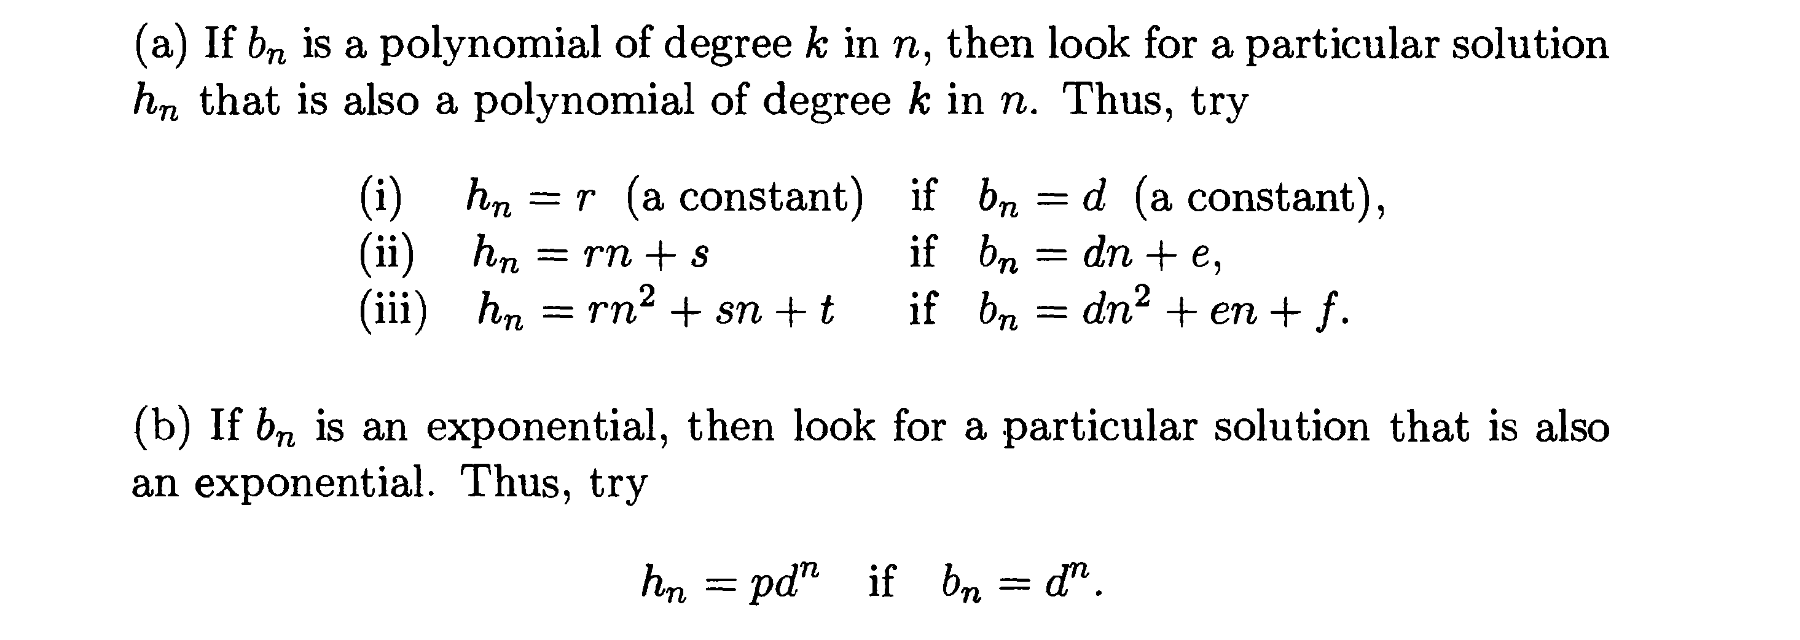 (a) If bₙ is a polynomial of degree k in n, then look for a particular solution
hₙ that is also a polynomial of degree k in n. Thus, try
(i) hₙ = r (a constant) if bₙ = d (a constant),
(ii) hₙ = rn + s if bₙ = dn + e,
(iii) hₙ = rn² + sn + t if bₙ = dn² + en + f.
(b) If bₙ is an exponential, then look for a particular solution that is also
an exponential. Thus, try
hₙ = pdⁿ if bₙ = dⁿ.